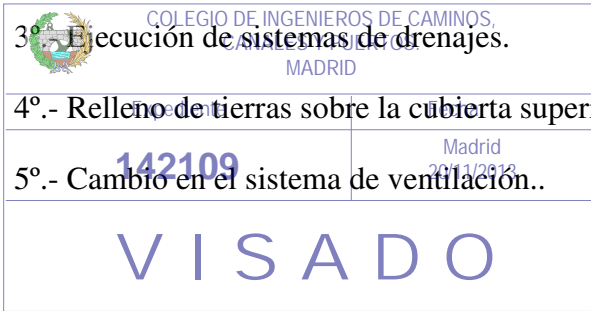 COLEGIO DE INGENIEROS DE CAMINOS,
3º.- Ejecución de sistemas de drenajes.
CANALES Y PUERTOS.
MADRID
4º.- Relleno de tierras sobre la cubierta
Expediente Fecha
Madrid
142109 20/11/2013
5º.- Cambio en el sistema de ventilación..
VISADO